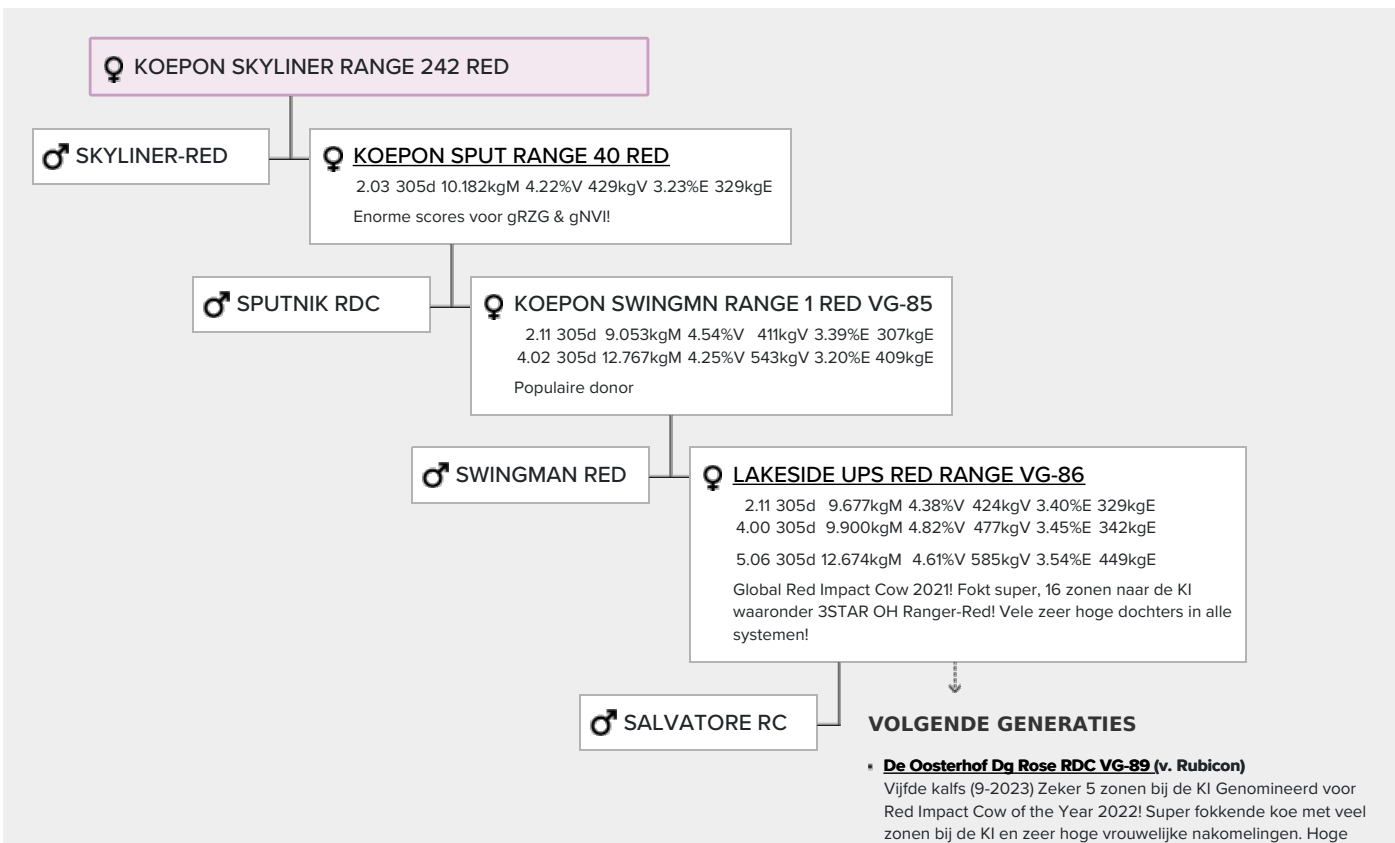 KOEPON SKYLINER RANGE 242 RED
SKYLINER-RED
KOEPON SPUT RANGE 40 RED
2.03 305d 10.182kgM 4.22%V 429kgV 3.23%E 329kgE
Enorme scores voor gRZG & gNVI!
SPUTNIK RDC
KOEPON SWINGMN RANGE 1 RED VG-85
2.11 305d 9.053kgM 4.54%V 411kgV 3.39%E 307kgE
4.02 305d 12.767kgM 4.25%V 543kgV 3.20%E 409kgE
Populaire donor
SWINGMAN RED
LAKESIDE UPS RED RANGE VG-86
2.11 305d 9.677kgM 4.38%V 424kgV 3.40%E 329kgE
4.00 305d 9.900kgM 4.82%V 477kgV 3.45%E 342kgE
5.06 305d 12.674kgM 4.61%V 585kgV 3.54%E 449kgE
Global Red Impact Cow 2021! Fokt super, 16 zonen naar de KI
waaronder 3STAR OH Ranger-Red! Vele zeer hoge dochters in alle
systemen!
SALVATORE RC
VOLGENDE GENERATIES
De Oosterhof Dg Rose RDC VG-89 (v. Rubicon)
Vijfde kalfs (9-2023) Zeker 5 zonen bij de KI Genomineerd voor
Red Impact Cow of the Year 2022! Super fokkende koe met veel
zonen bij de KI en zeer hoge vrouwelijke nakomelingen. Hoge